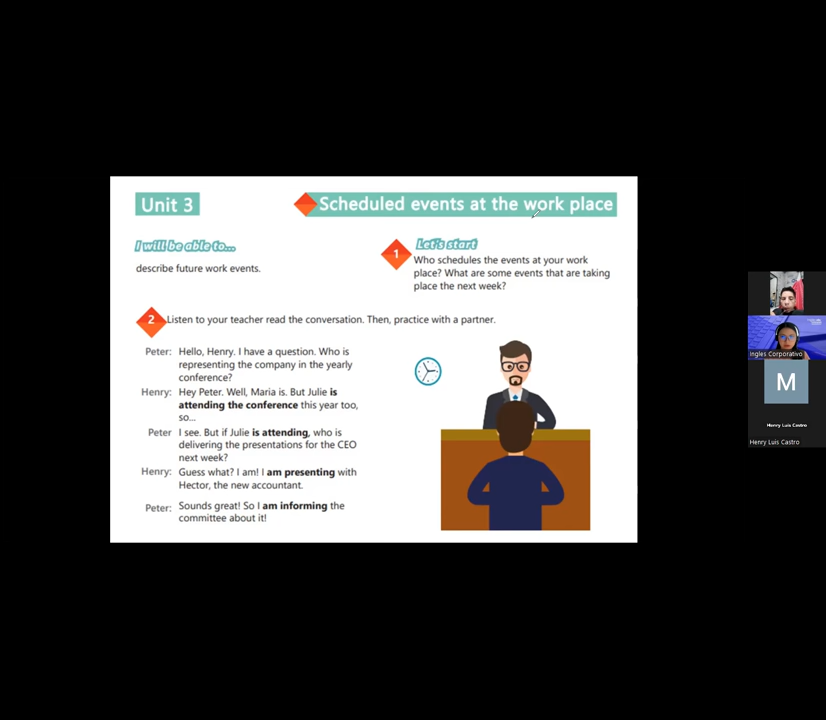 Unit 3
Scheduled events at the work place
I will be able to...
describe future work events.
1
Let's start
Who schedules the events at your work
place? What are some events that are taking
place the next week?
2 Listen to your teacher read the conversation. Then, practice with a partner.
Peter: Hello, Henry. I have a question. Who is
representing the company in the yearly
conference?
Henry: Hey Peter. Well, Maria is. But Julie is
attending the conference this year too,
so...
Peter I see. But if Julie is attending, who is
delivering the presentations for the CEO
next week?
Henry: Guess what? I am! I am presenting with
Hector, the new accountant.
Peter: Sounds great! So I am informing the
committee about it!
Ingles Corporativo
M
Henry Luis Castro
Henry Luis Castro